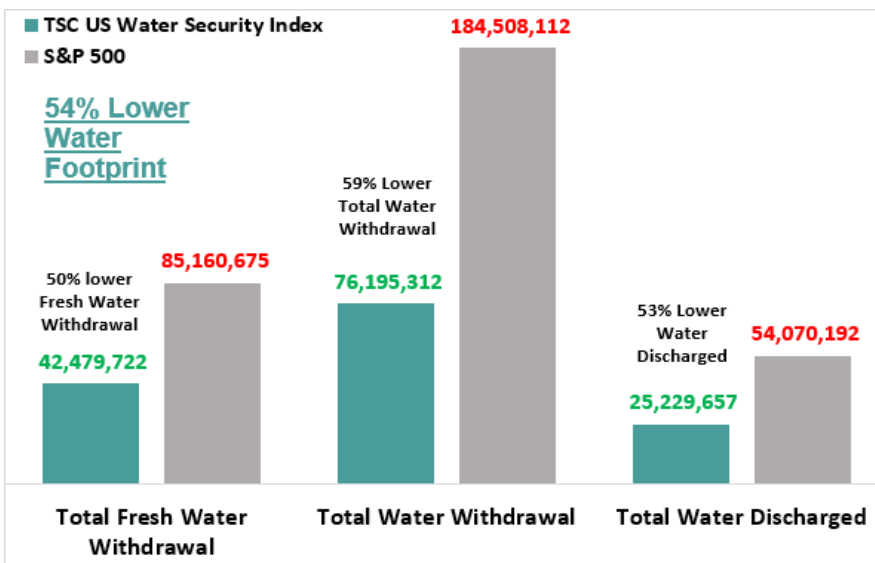 TSC US Water Security Index
S&P 500
54% Lower
Water
Footprint
50% lower
Fresh Water
Withdrawal
42,479,722
85,160,675
59% Lower
Total Water
Withdrawal
76,195,312
184,508,112
53% Lower
Water
Discharged
25,229,657
54,070,192
Total Fresh Water
Withdrawal
Total Water Withdrawal
Total Water Discharged